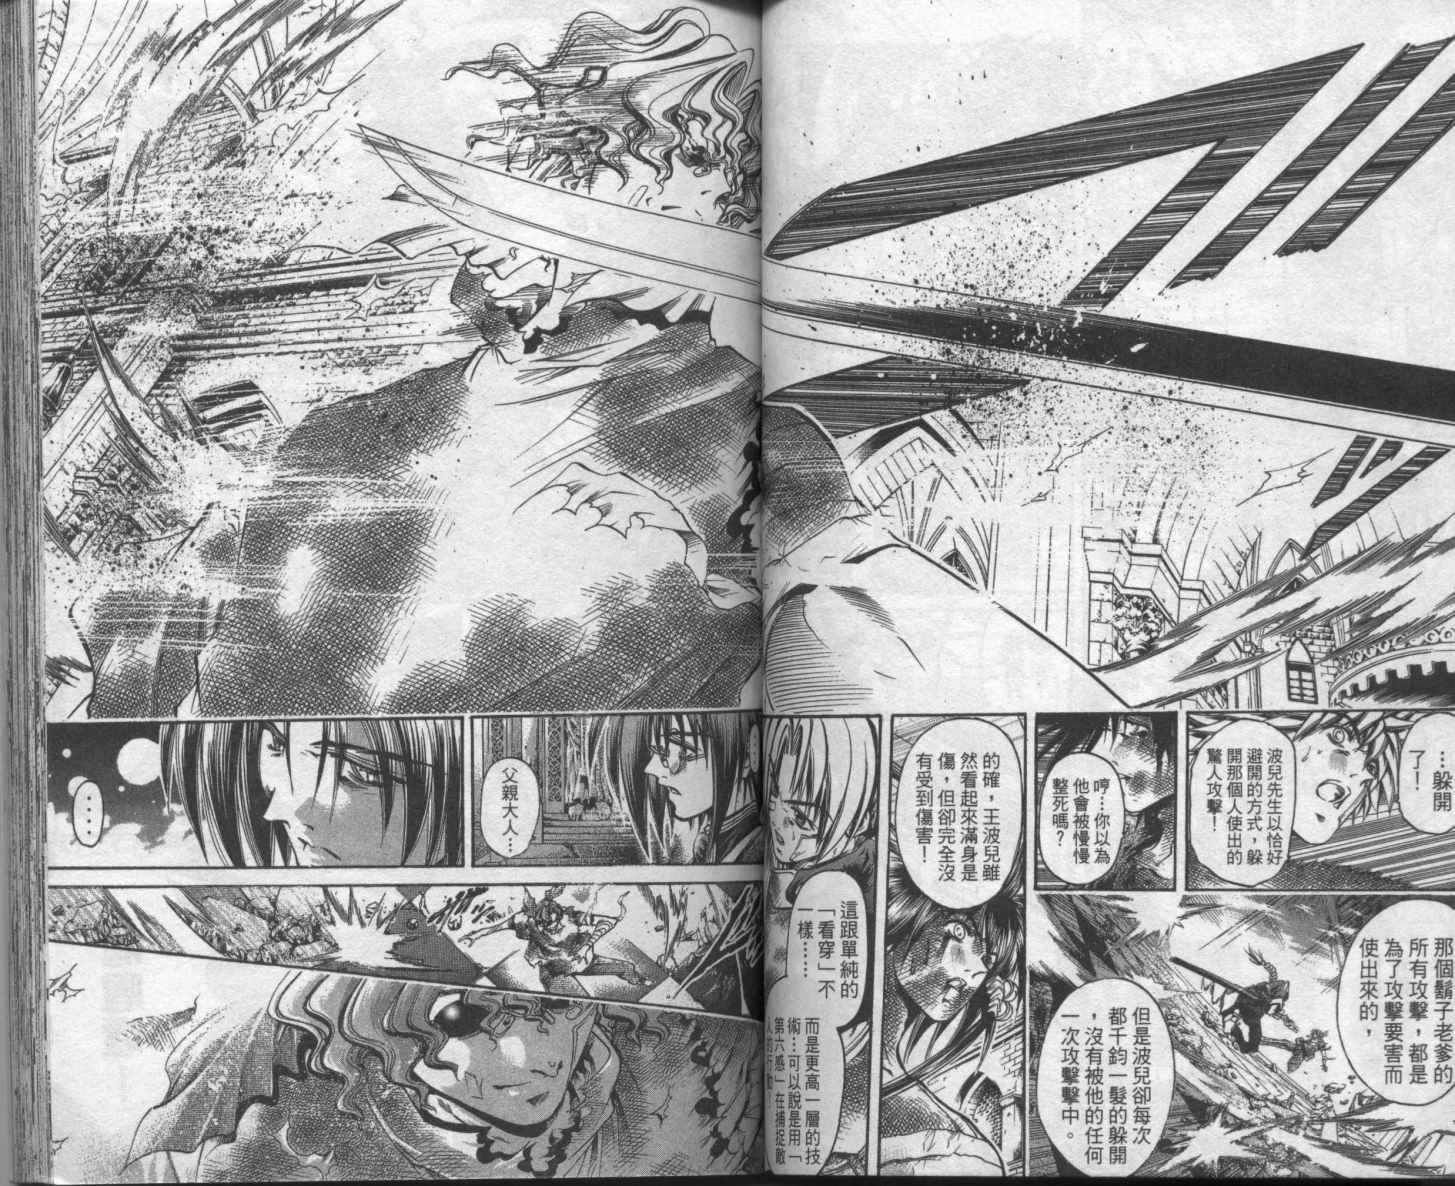 …躲開
了！
波兒先生以恰好
避開的方式，躲
開那個人使出的
驚人攻擊！
哼…你以為
他會被慢慢
整死嗎？
的確，王波兒雖
然看起來滿身是
傷，但卻完全沒
有受到傷害！
那個鬍子老爹的
所有攻擊，都是
為了攻擊要害而
使出來的，
但是波兒卻每次
都千鈞一髮的躲開
，沒有被他的任何
一次攻擊擊中。
這跟單純的
「看穿」不
一樣……
而是更高一層的技
術…可以說是用「
第六感」在捕捉敵
父親大人…
…